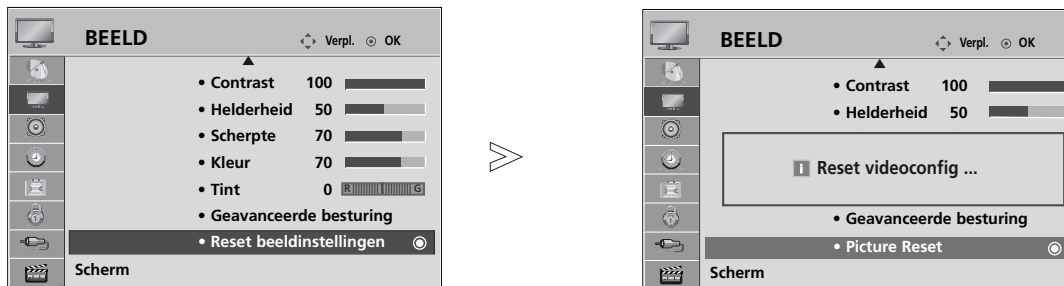 BEELD
Verpl. OK
• Contrast 100
• Helderheid 50
• Scherpte 70
• Kleur 70
• Tint 0 R G
• Geavanceerde besturing
• Reset beeldinstellingen
Scherm
BEELD
Verpl. OK
• Contrast 100
• Helderheid 50
i Reset videoconfig ...
• Geavanceerde besturing
• Picture Reset
Scherm